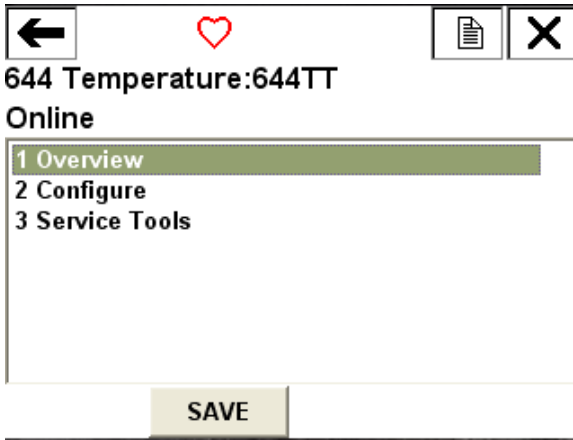 644 Temperature:644TT
Online
1 Overview
2 Configure
3 Service Tools
SAVE